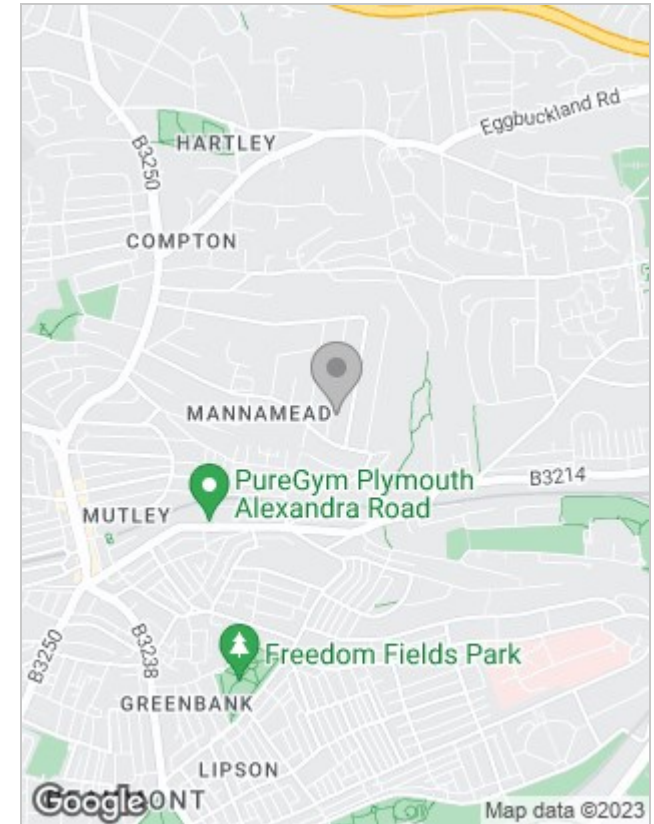 Eggbuckland Rd
HARTLEY
B3250
COMPTON
MANNAMEAD
PureGym Plymouth
Alexandra Road
B3214
MUTLEY
B3250
B3238
Freedom Fields Park
GREENBANK
LIPSON
Google
ONT
Map data ©2023